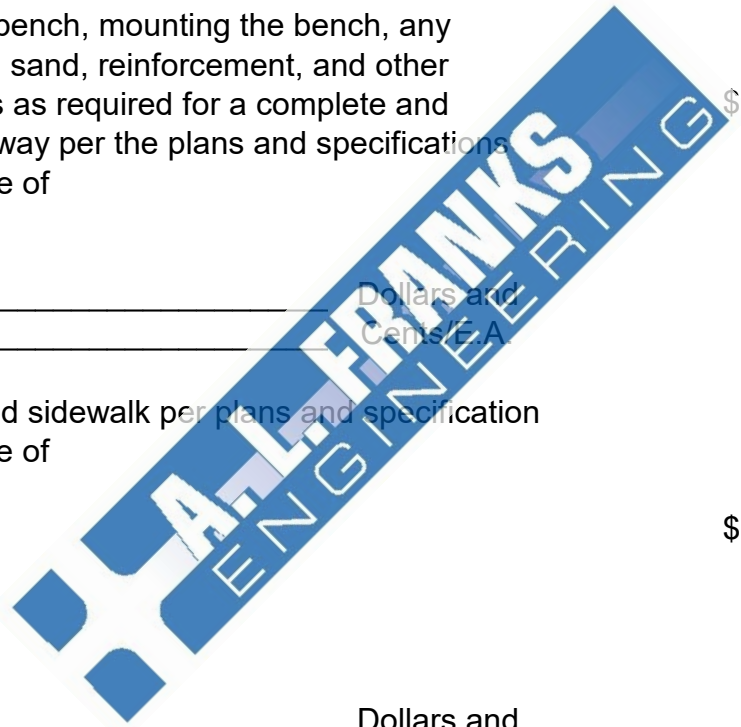 bench, mounting the bench, any
sand, reinforcement, and other
s as required for a complete and
way per the plans and specifications
e of
$
Dollars and
Cents/E.A.
d sidewalk per plans and specification
e of
$
Dollars and
A. L. FRANKS
ENGINEERING